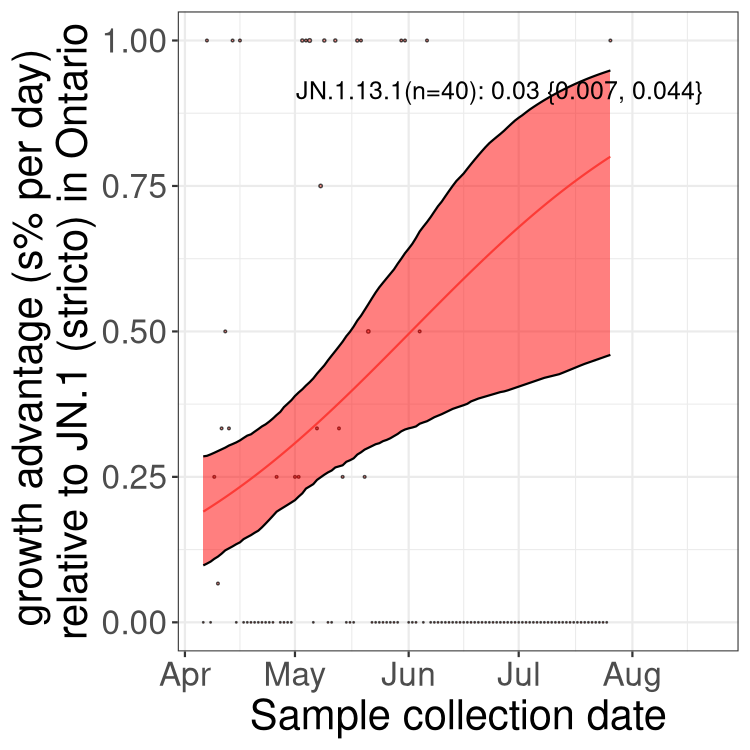 growth advantage (s% per day)
relative to JN.1 (stricto) in Ontario
1.00
0.75
0.50
0.25
0.00
JN.1.13.1(n=40): 0.03 {0.007, 0.044}
Apr May Jun Jul Aug
Sample collection date